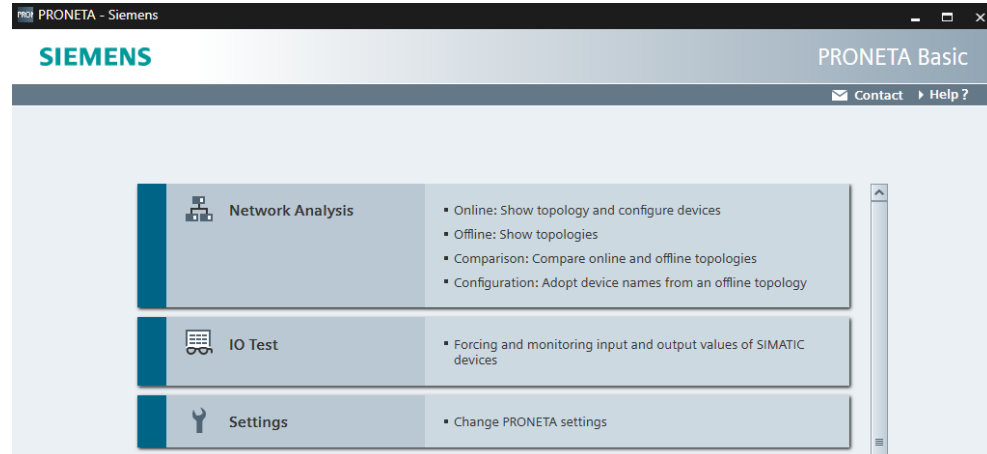 PRONETA - Siemens
SIEMENS
PRONETA Basic
Contact Help ?
Network Analysis
▪ Online: Show topology and configure devices
▪ Offline: Show topologies
▪ Comparison: Compare online and offline topologies
▪ Configuration: Adopt device names from an offline topology
IO Test
▪ Forcing and monitoring input and output values of SIMATIC
devices
Settings
▪ Change PRONETA settings